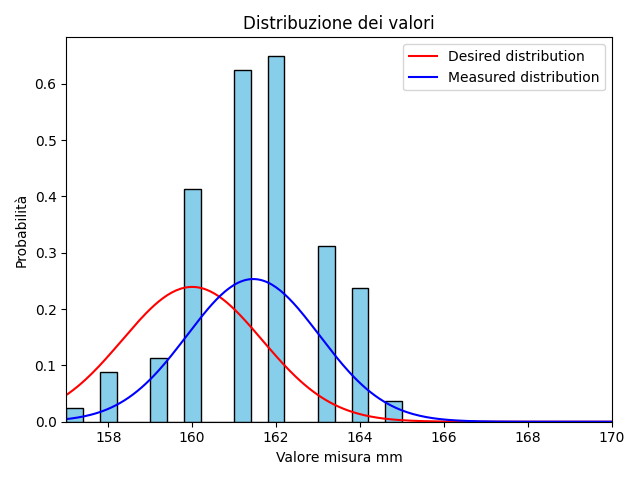 Distribuzione dei valori
Desired distribution
Measured distribution
Probabilità
0.6
0.5
0.4
0.3
0.2
0.1
0.0
158 160 162 164 166 168 170
Valore misura mm